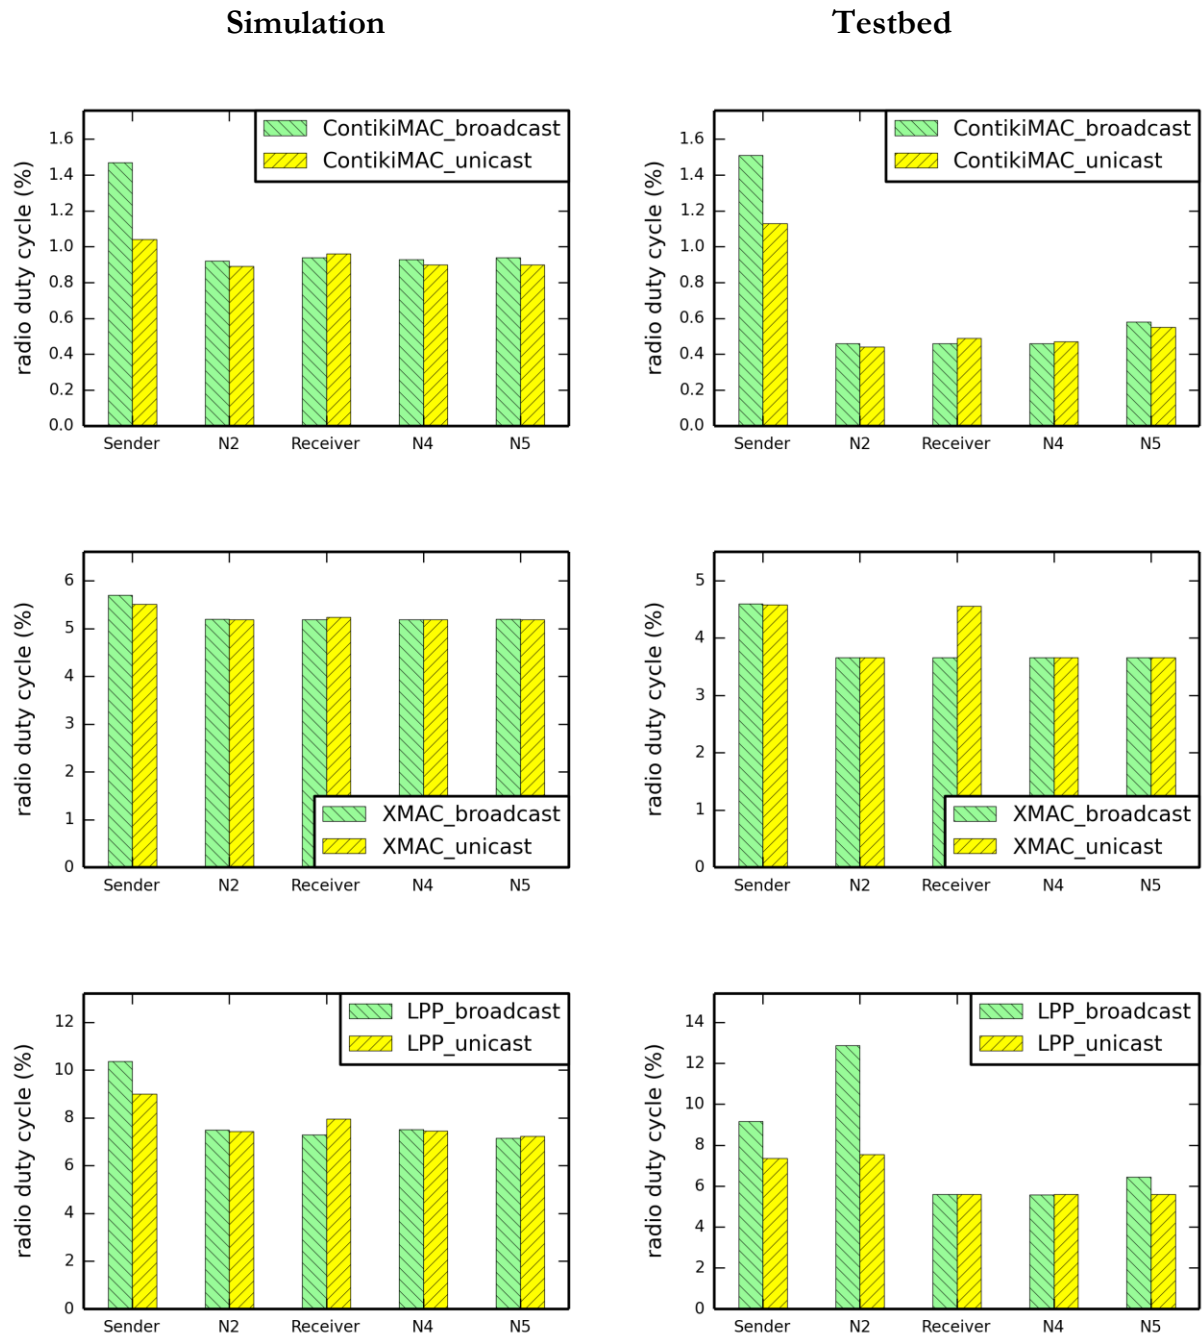 Simulation
Testbed
ContikiMAC_broadcast
ContikiMAC_unicast
radio duty cycle (%)
1.6
1.4
1.2
1.0
0.8
0.6
0.4
0.2
0.0
Sender N2 Receiver N4 N5
ContikiMAC_broadcast
ContikiMAC_unicast
radio duty cycle (%)
1.6
1.4
1.2
1.0
0.8
0.6
0.4
0.2
0.0
Sender N2 Receiver N4 N5
radio duty cycle (%)
6
5
4
3
2
1
0
XMAC_broadcast
XMAC_unicast
Sender N2 Receiver N4 N5
radio duty cycle (%)
5
4
3
2
1
0
XMAC_broadcast
XMAC_unicast
Sender N2 Receiver N4 N5
LPP_broadcast
LPP_unicast
radio duty cycle (%)
12
10
8
6
4
2
0
Sender N2 Receiver N4 N5
LPP_broadcast
LPP_unicast
radio duty cycle (%)
14
12
10
8
6
4
2
0
Sender N2 Receiver N4 N5